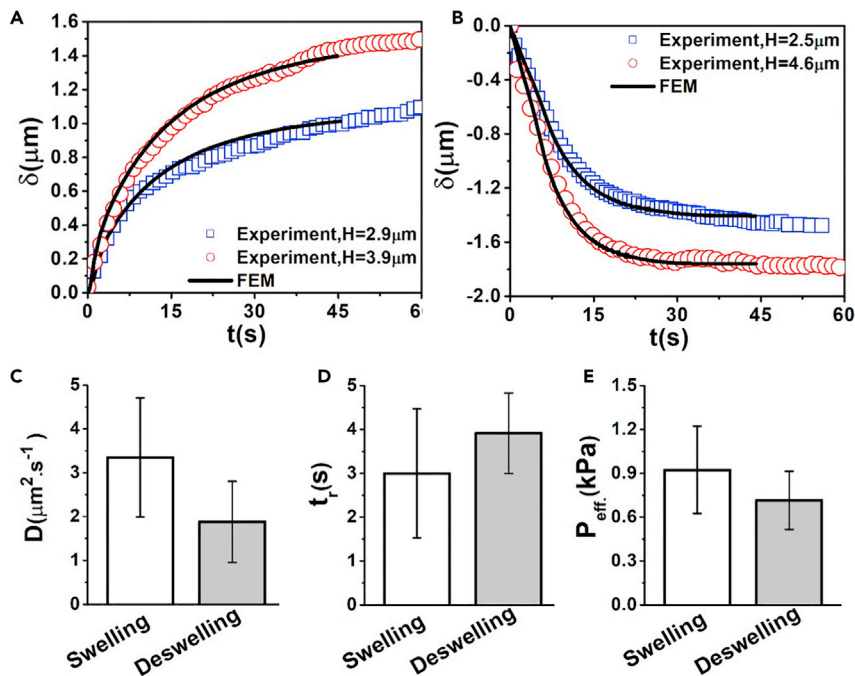 A
δ(μm)
1.6
1.4
1.2
1.0
0.8
0.6
0.4
0.2
0.0
Experiment,H=2.9μm
Experiment,H=3.9μm
FEM
0 15 30 45 60
t(s)
B
δ(μm)
-0.0
-0.4
-0.8
-1.2
-1.6
-2.0
Experiment,H=2.5μm
Experiment,H=4.6μm
FEM
0 15 30 45 60
t(s)
C
D(μm².s⁻¹)
5
4
3
2
1
0
Swelling
Deswelling
D
tᵣ(s)
5
4
3
2
1
0
Swelling
Deswelling
E
P_eff.(kPa)
1.5
1.2
0.9
0.6
0.3
0.0
Swelling
Deswelling